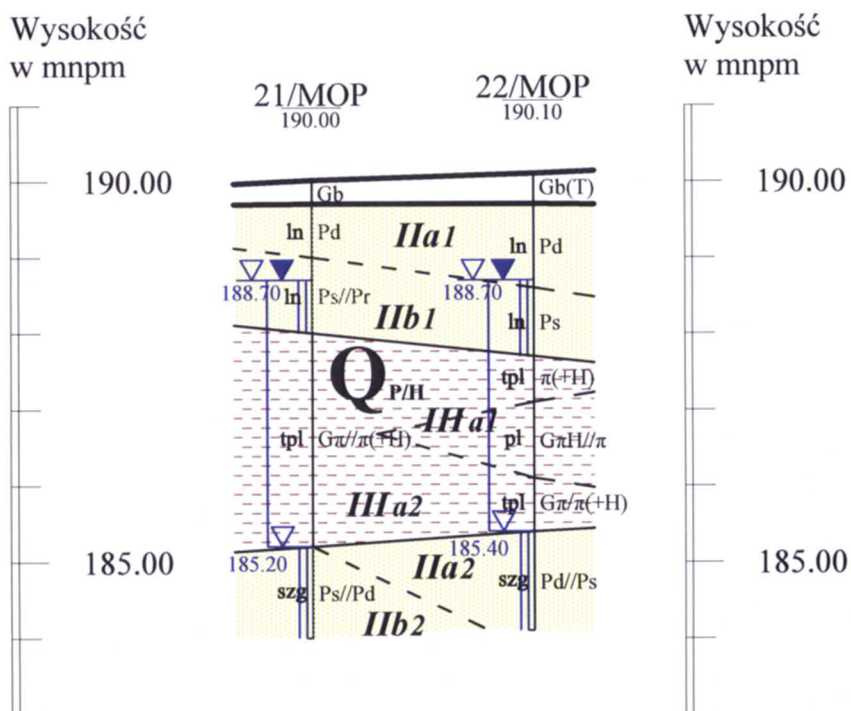 Wysokość
w mnpm
Wysokość
w mnpm
21/MOP
190.00
22/MOP
190.10
190.00
190.00
Gb
Gb(T)
ln Pd
IIa1
ln Pd
188.70
ln Ps//Pr
188.70
IIb1
ln Ps
Q P/H
tpl π(+H)
IIIa1
tpl Gπ//π(+H)
pl GπH//π
IIIa2
tpl Gπ/π(+H)
185.20
185.40
185.00
185.00
IIa2
szg Ps//Pd
szg Pd//Ps
IIb2